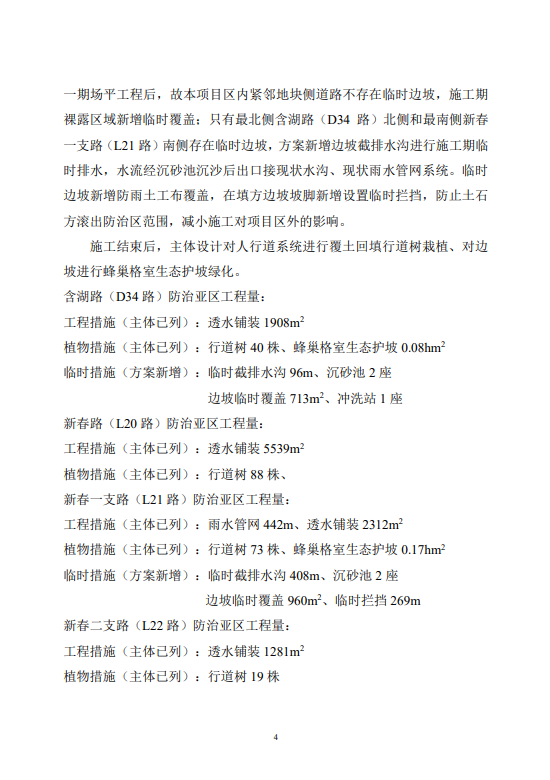 一期场平工程后，故本项目区内紧邻地块侧道路不存在临时边坡，施工期
裸露区域新增临时覆盖；只有最北侧含湖路（D34 路）北侧和最南侧新春
一支路（L21 路）南侧存在临时边坡，方案新增边坡截排水沟进行施工期临
时排水，水流经沉砂池沉沙后出口接现状水沟、现状雨水管网系统。临时
边坡新增防雨土工布覆盖，在填方边坡坡脚新增设置临时拦挡，防止土石
方滚出防治区范围，减小施工对项目区外的影响。
施工结束后，主体设计对人行道系统进行覆土回填行道树栽植、对边
坡进行蜂巢格室生态护坡绿化。
含湖路（D34 路）防治亚区工程量：
工程措施（主体已列）：透水铺装 1908m²
植物措施（主体已列）：行道树 40 株、蜂巢格室生态护坡 0.08hm²
临时措施（方案新增）：临时截排水沟 96m、沉砂池 2 座
边坡临时覆盖 713m²、冲洗站 1 座
新春路（L20 路）防治亚区工程量：
工程措施（主体已列）：透水铺装 5539m²
植物措施（主体已列）：行道树 88 株、
新春一支路（L21 路）防治亚区工程量：
工程措施（主体已列）：雨水管网 442m、透水铺装 2312m²
植物措施（主体已列）：行道树 73 株、蜂巢格室生态护坡 0.17hm²
临时措施（方案新增）：临时截排水沟 408m、沉砂池 2 座
边坡临时覆盖 960m²、临时拦挡 269m
新春二支路（L22 路）防治亚区工程量：
工程措施（主体已列）：透水铺装 1281m²
植物措施（主体已列）：行道树 19 株
4